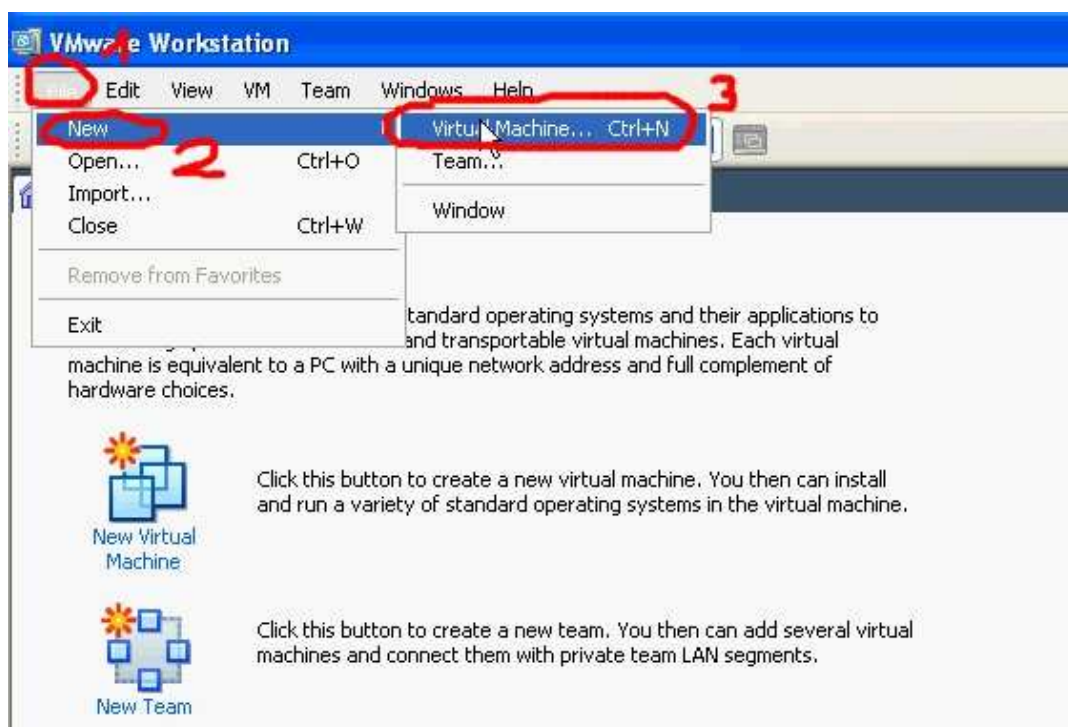 VMware Workstation
1
File Edit View VM Team Windows Help
3
New
Virtual Machine... Ctrl+N
2
Open... Ctrl+O
Team...
Import...
Close Ctrl+W
Window
Remove from Favorites
Exit
tandard operating systems and their applications to
and transportable virtual machines. Each virtual
machine is equivalent to a PC with a unique network address and full complement of
hardware choices.
Click this button to create a new virtual machine. You then can install
and run a variety of standard operating systems in the virtual machine.
New Virtual
Machine
Click this button to create a new team. You then can add several virtual
machines and connect them with private team LAN segments.
New Team